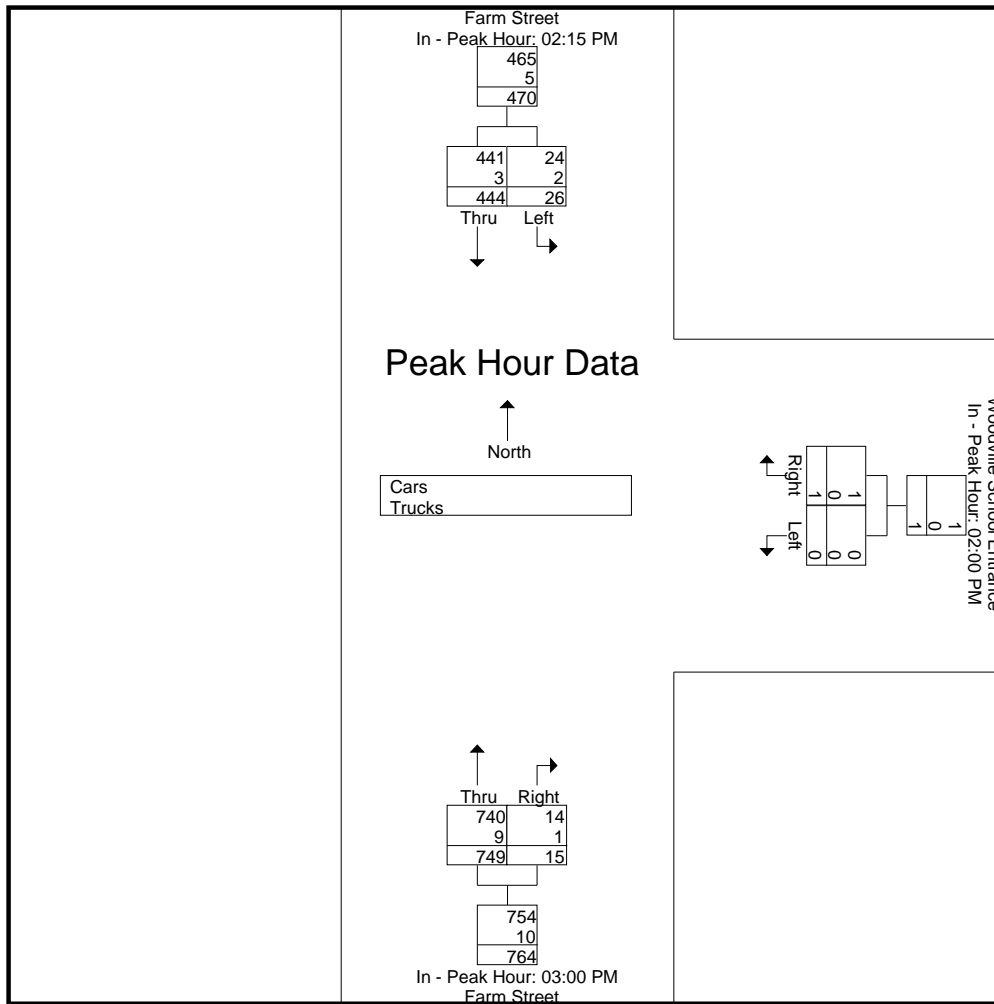 Farm Street
In - Peak Hour: 02:15 PM
465
5
470
441 24
3 2
444 26
Thru Left
Peak Hour Data
North
Cars
Trucks
Woodville School Entrance
In - Peak Hour: 02:00 PM
1
0
1
Right Left
1 0
0 0
1 0
Thru Right
740 14
9 1
749 15
754
10
764
In - Peak Hour: 03:00 PM
Farm Street